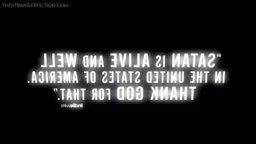 THESTRANGERFICTION.COM
“SATAN IS ALIVE AND WELL
IN THE UNITED STATES OF AMERICA.
THANK GOD FOR THAT.”